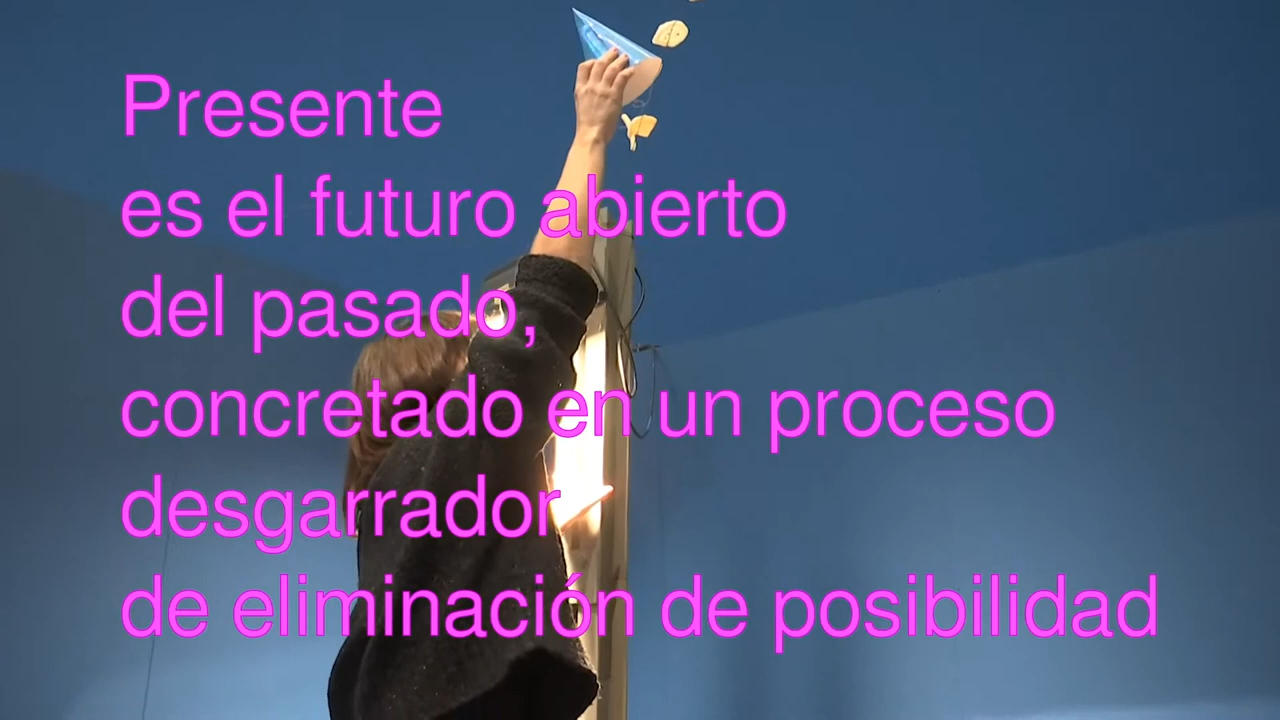 Presente
es el futuro abierto
del pasado,
concretado en un proceso
desgarrador
de eliminación de posibilidad